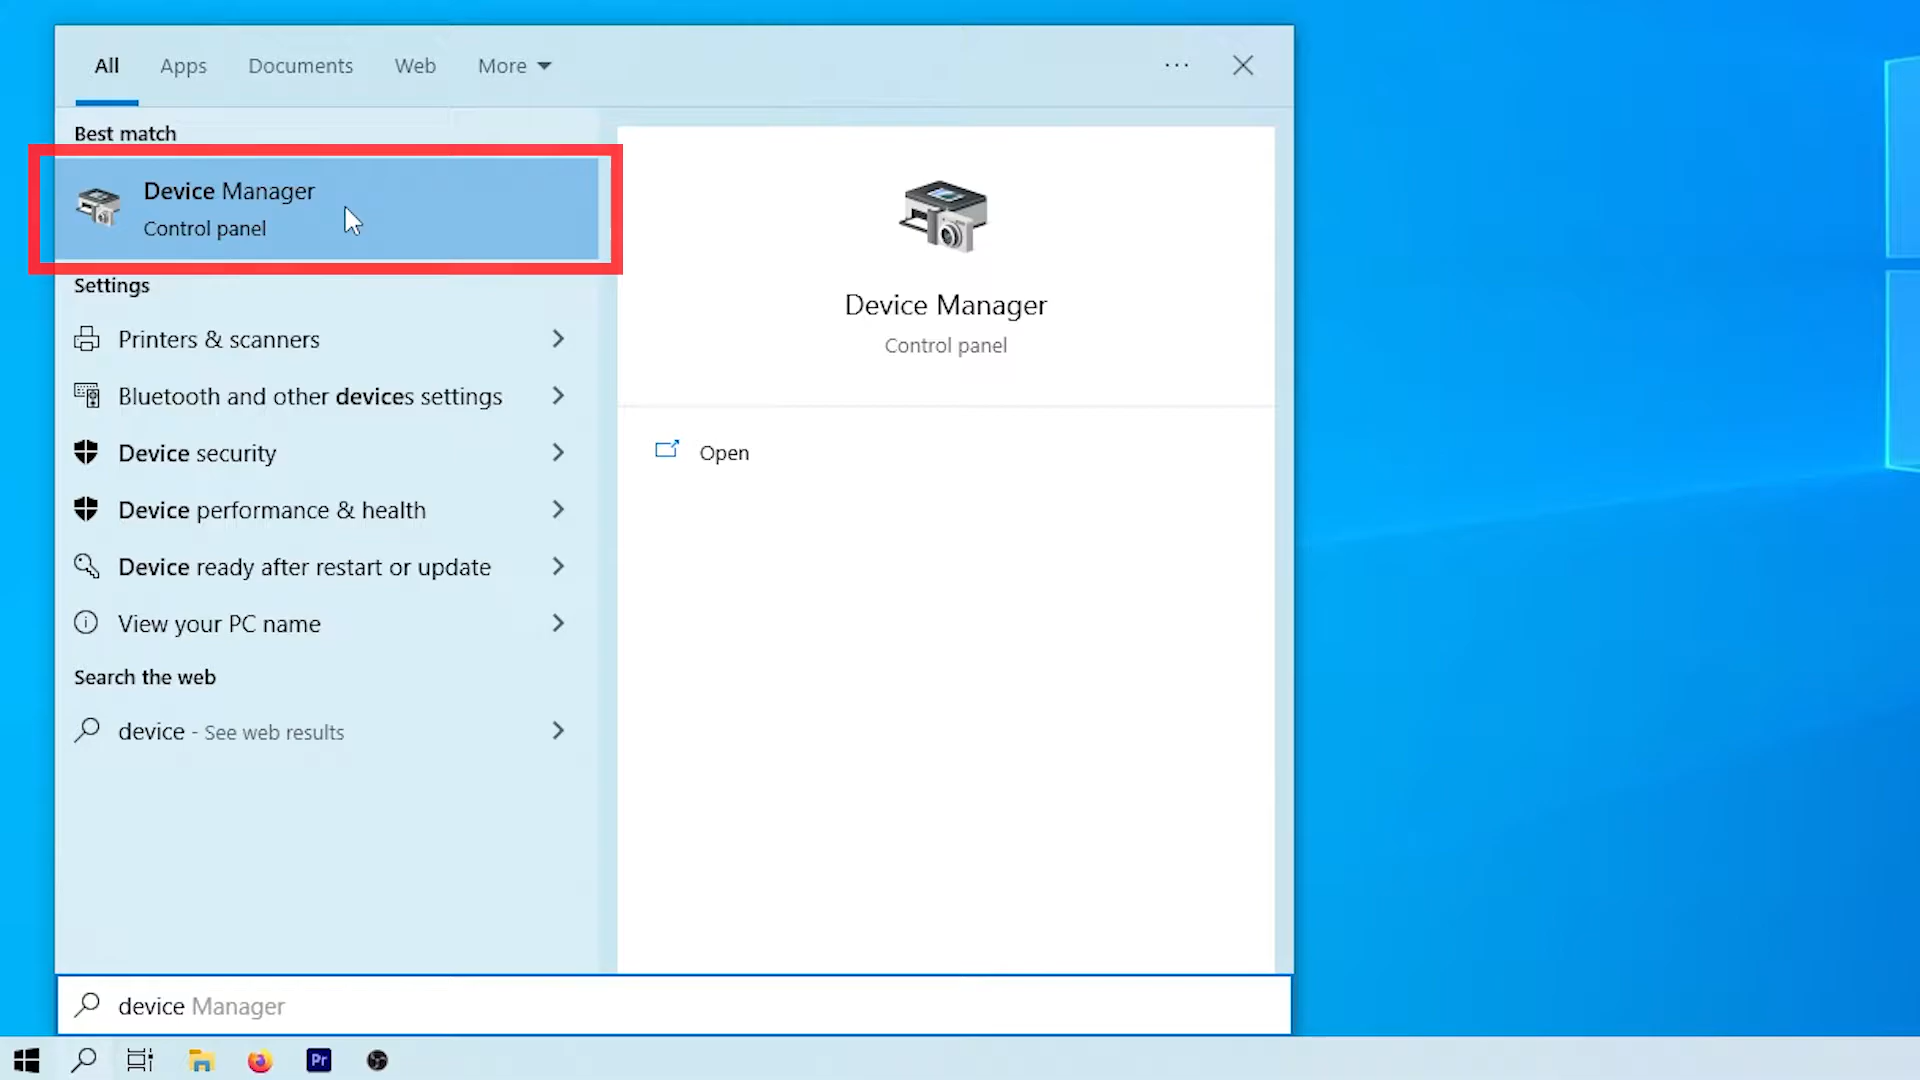 All Apps Documents Web More ...
Best match
Device Manager
Control panel
Settings
Printers & scanners
Bluetooth and other devices settings
Device security
Device performance & health
Device ready after restart or update
View your PC name
Search the web
device - See web results
Device Manager
Control panel
Open
device Manager
Pr